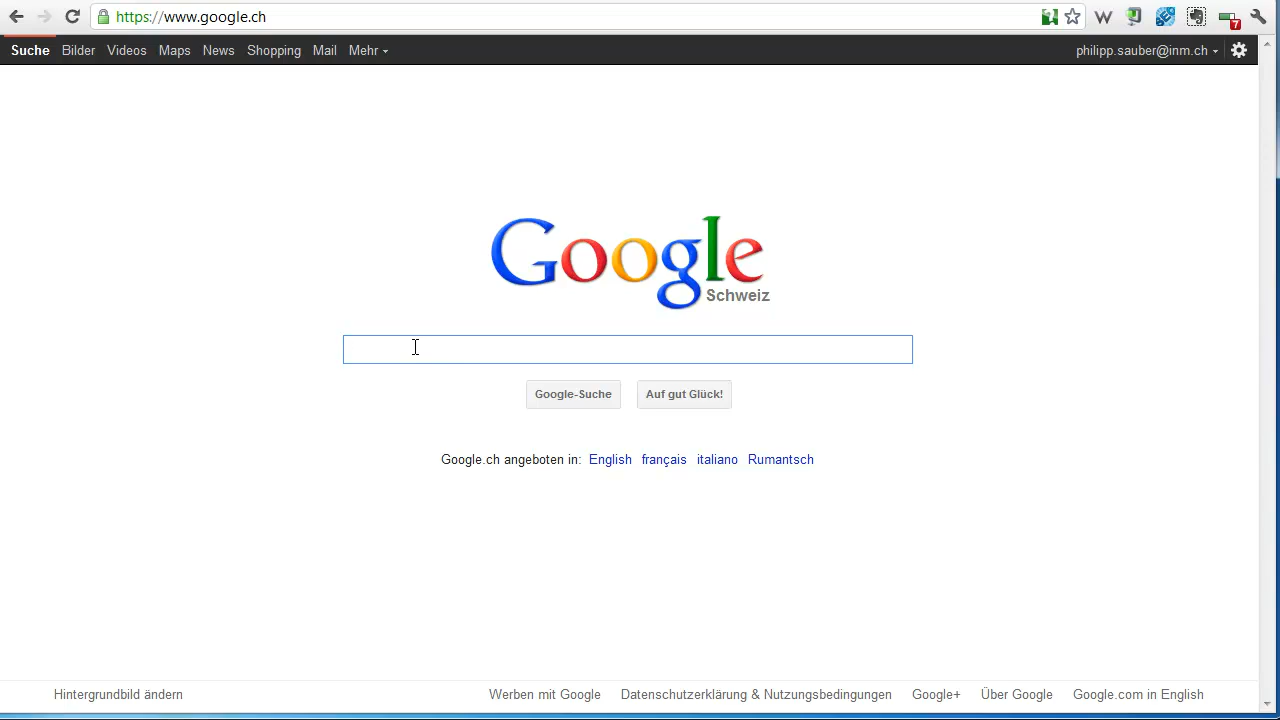 https://www.google.ch
7
Suche Bilder Videos Maps News Shopping Mail Mehr philipp.sauber@inm.ch
Google
Schweiz
Google-Suche Auf gut Glück!
Google.ch angeboten in: English français italiano Rumantsch
Hintergrundbild ändern Werben mit Google Datenschutzerklärung & Nutzungsbedingungen Google+ Über Google Google.com in English